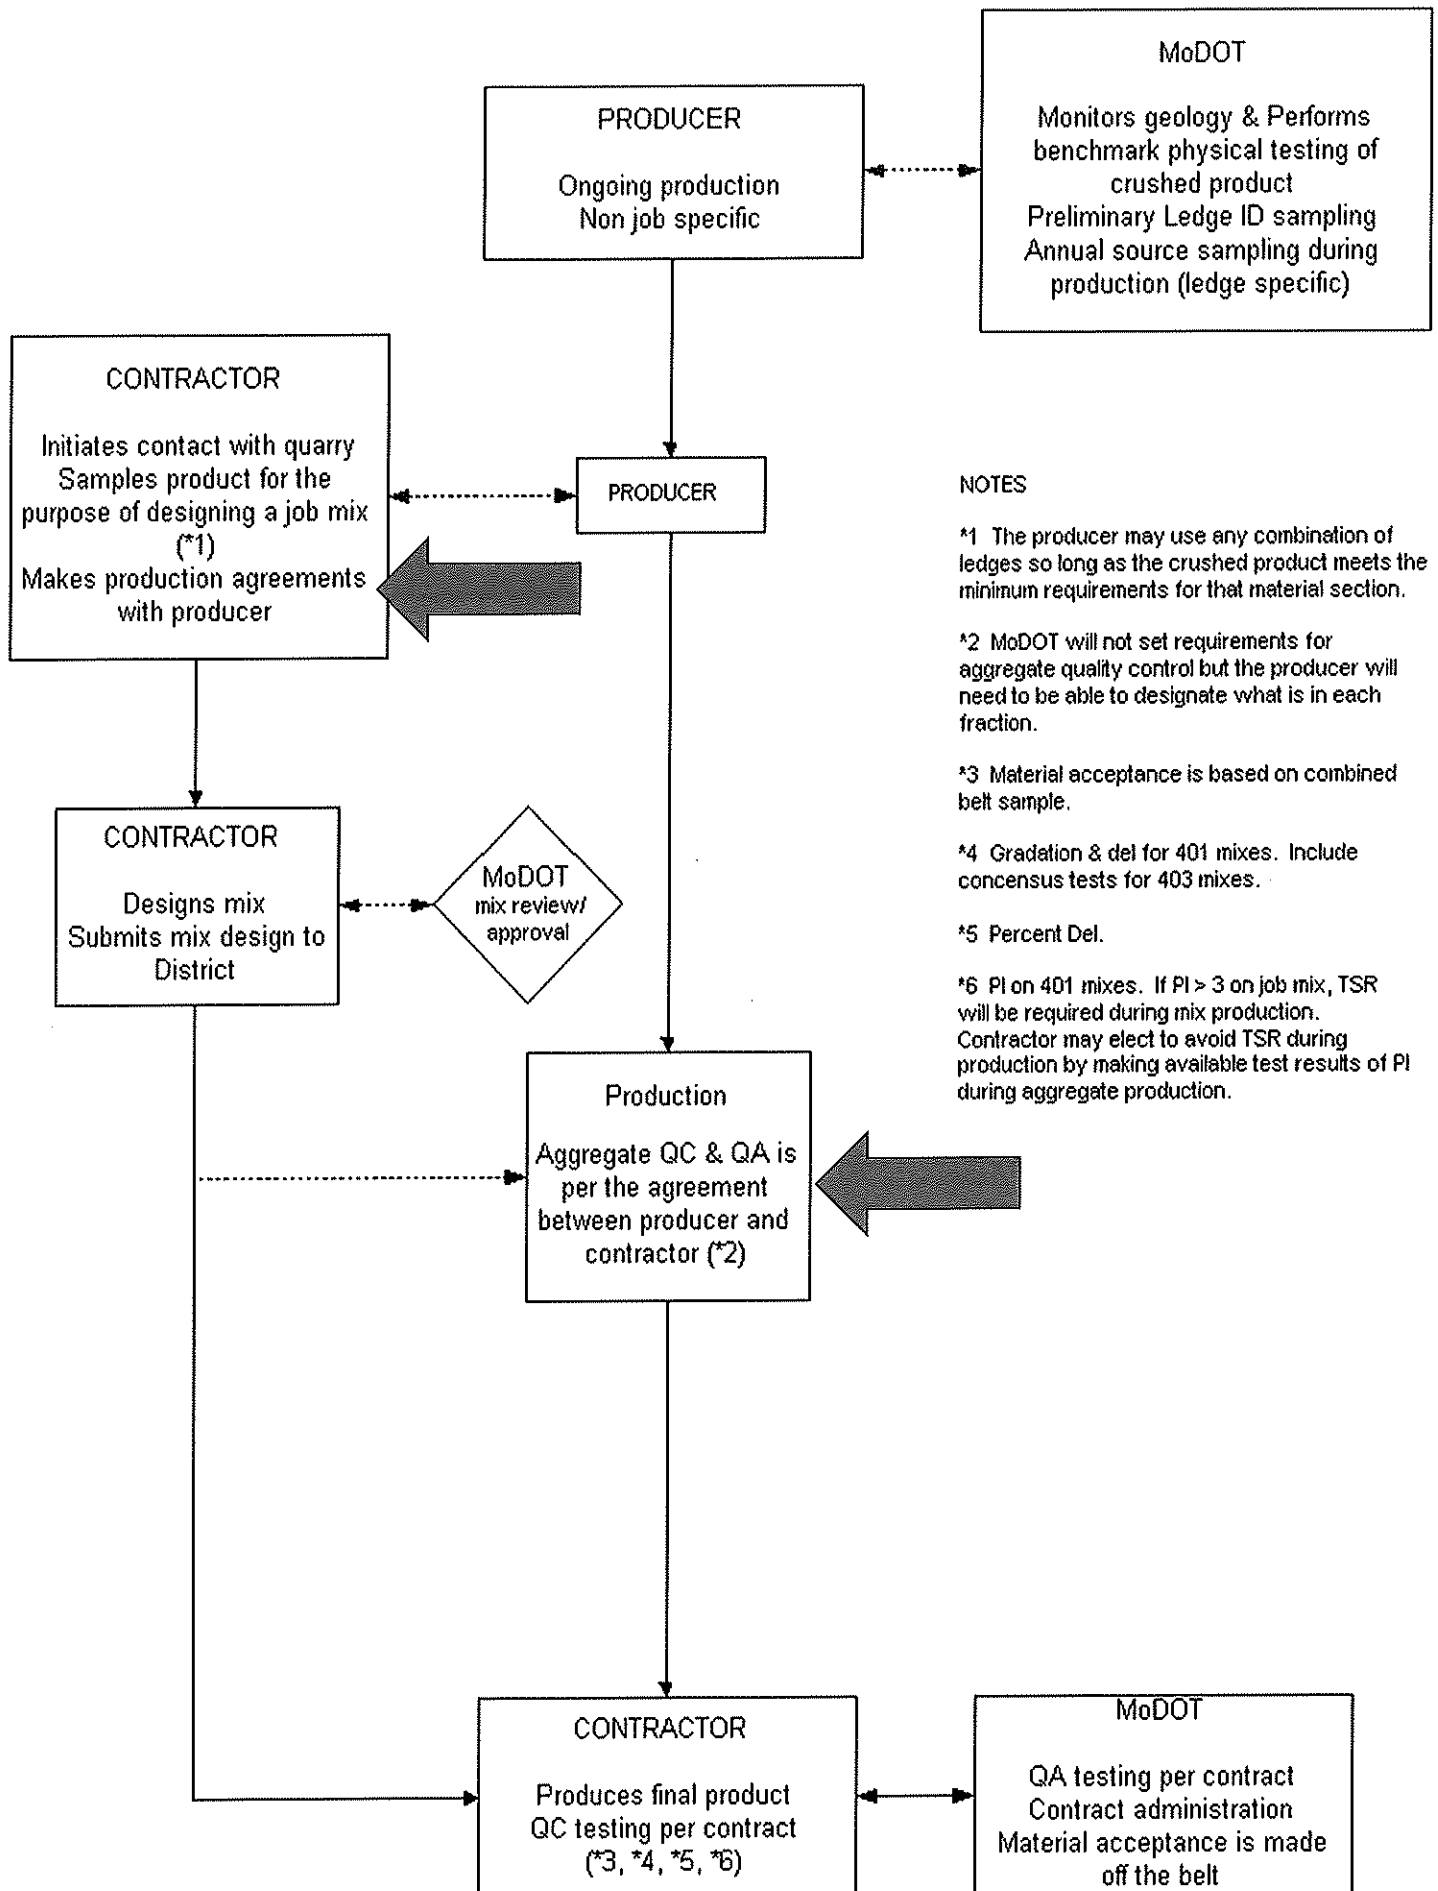 MoDOT
Monitors geology & Performs
benchmark physical testing of
crushed product
Preliminary Ledge ID sampling
Annual source sampling during
production (ledge specific)
PRODUCER
Ongoing production
Non job specific
CONTRACTOR
Initiates contact with quarry
Samples product for the
purpose of designing a job mix
(*1)
Makes production agreements
with producer
PRODUCER
NOTES
*1 The producer may use any combination of
ledges so long as the crushed product meets the
minimum requirements for that material section.
*2 MoDOT will not set requirements for
aggregate quality control but the producer will
need to be able to designate what is in each
fraction.
*3 Material acceptance is based on combined
belt sample.
*4 Gradation & del for 401 mixes. Include
concensus tests for 403 mixes.
*5 Percent Del.
*6 PI on 401 mixes. If PI > 3 on job mix, TSR
will be required during mix production.
Contractor may elect to avoid TSR during
production by making available test results of PI
during aggregate production.
CONTRACTOR
Designs mix
Submits mix design to
District
MoDOT
mix review/
approval
Production
Aggregate QC & QA is
per the agreement
between producer and
contractor (*2)
CONTRACTOR
Produces final product
QC testing per contract
(*3, *4, *5, *6)
MoDOT
QA testing per contract
Contract administration
Material acceptance is made
off the belt